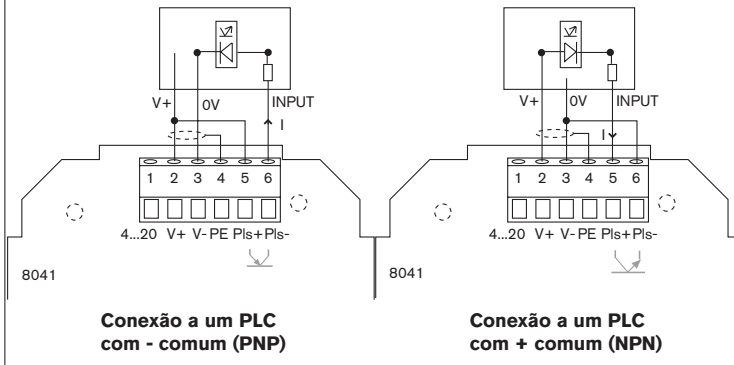 V+ 0V INPUT
I
1 2 3 4 5 6
4...20 V+ V- PE Pls+ Pls-
8041
Conexão a um PLC
com - comum (PNP)
V+ 0V INPUT
I
1 2 3 4 5 6
4...20 V+ V- PE Pls+ Pls-
8041
Conexão a um PLC
com + comum (NPN)